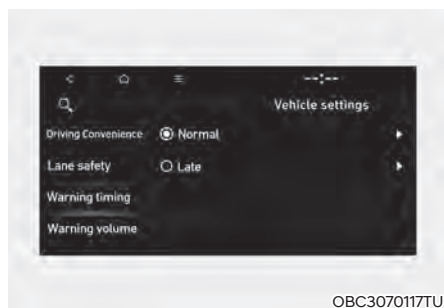 --:--
Vehicle settings
Driving Convenience
Normal
Lane safety
Late
Warning timing
Warning volume
OBC3070117TU